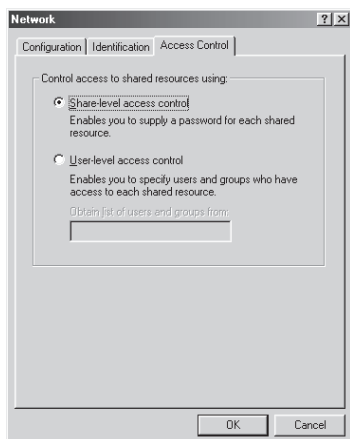 Network
? X
Configuration Identification Access Control
Control access to shared resources using:
Share-level access control
Enables you to supply a password for each shared
resource.
User-level access control
Enables you to specify users and groups who have
access to each shared resource.
Obtain list of users and groups from:
OK Cancel